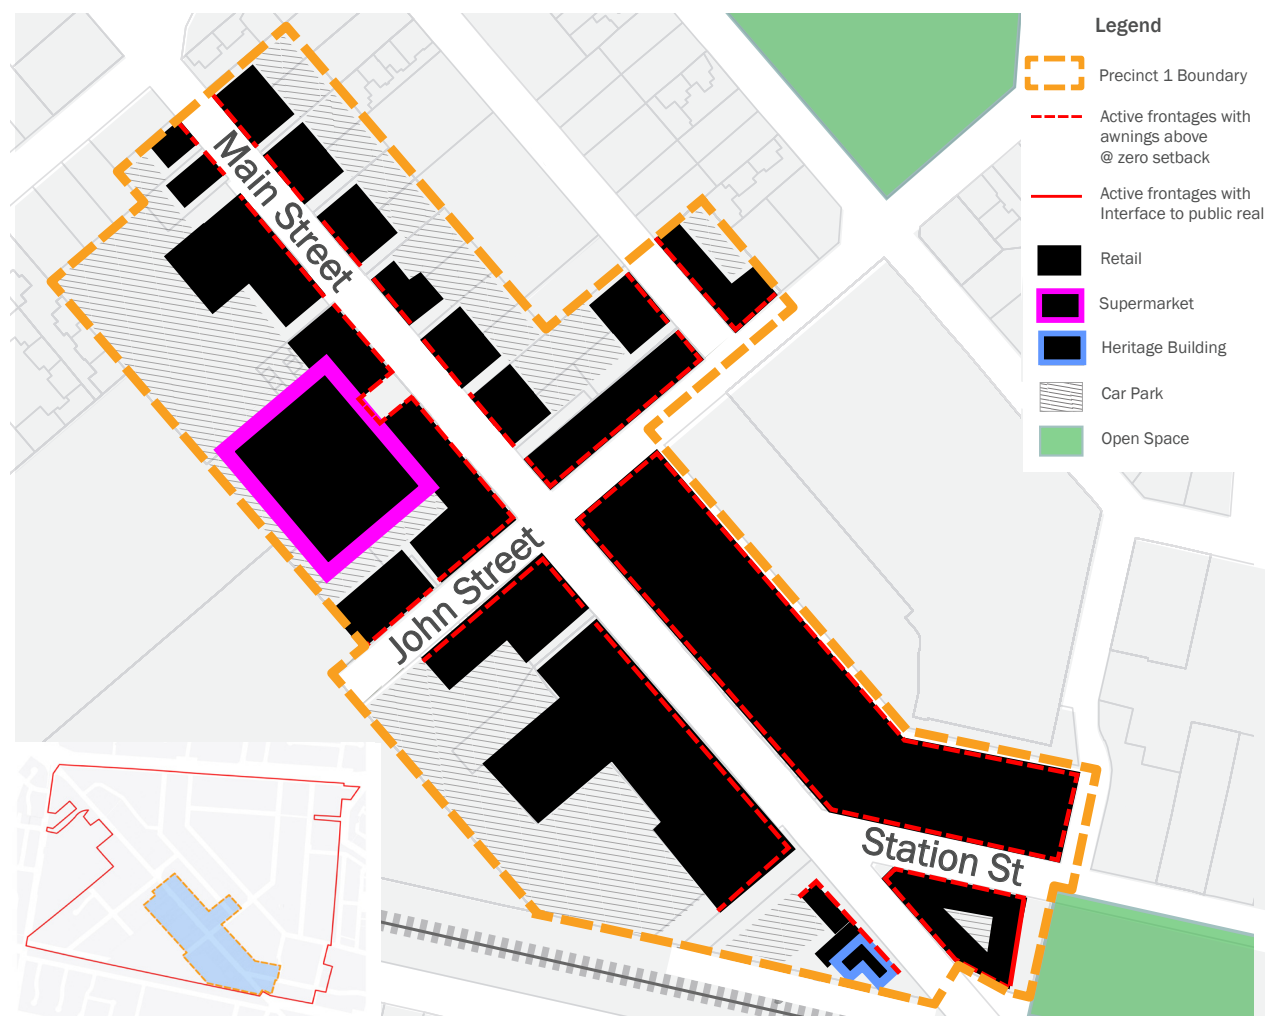 Legend
Precinct 1 Boundary
Active frontages with
awnings above
@ zero setback
Active frontages with
Interface to public real
Retail
Supermarket
Heritage Building
Car Park
Open Space
Main Street
John Street
Station St